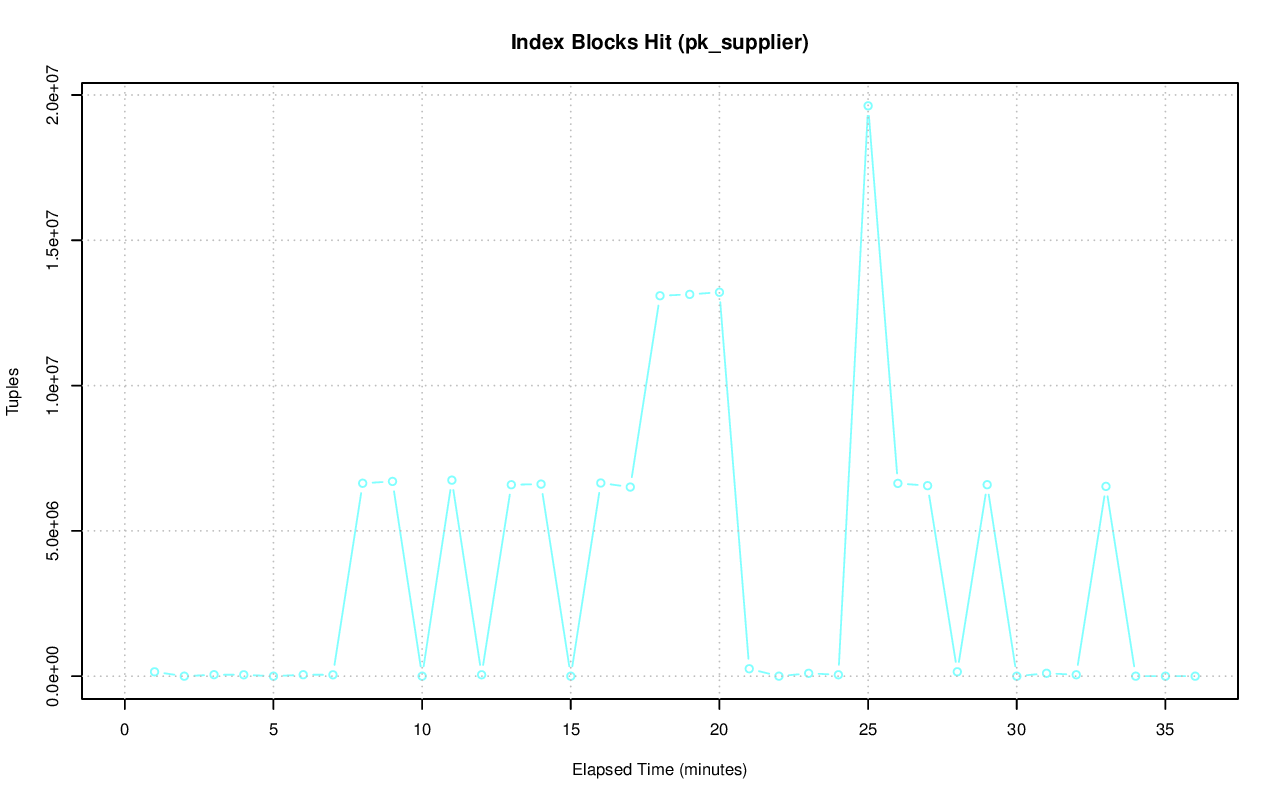 Index Blocks Hit (pk_supplier)
Tuples
2.0e+07
1.5e+07
1.0e+07
5.0e+06
0.0e+00
0 5 10 15 20 25 30 35
Elapsed Time (minutes)